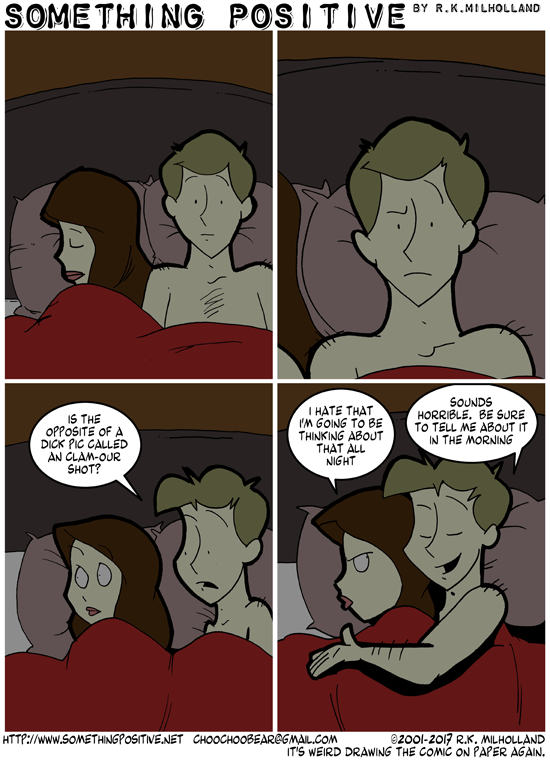 SOMETHING POSITIVE BY R.K.MILHOLLAND
IS THE
OPPOSITE OF A
DICK PIC CALLED
AN CLAM-OUR
SHOT?
I HATE THAT
I'M GOING TO BE
THINKING ABOUT
THAT ALL
NIGHT
SOUNDS
HORRIBLE. BE SURE
TO TELL ME ABOUT IT
IN THE MORNING
HTTP://WWW.SOMETHINGPOSITIVE.NET CHOOCHOOBEAR@GMAIL.COM ©2001-2017 R.K. MILHOLLAND
IT'S WEIRD DRAWING THE COMIC ON PAPER AGAIN.